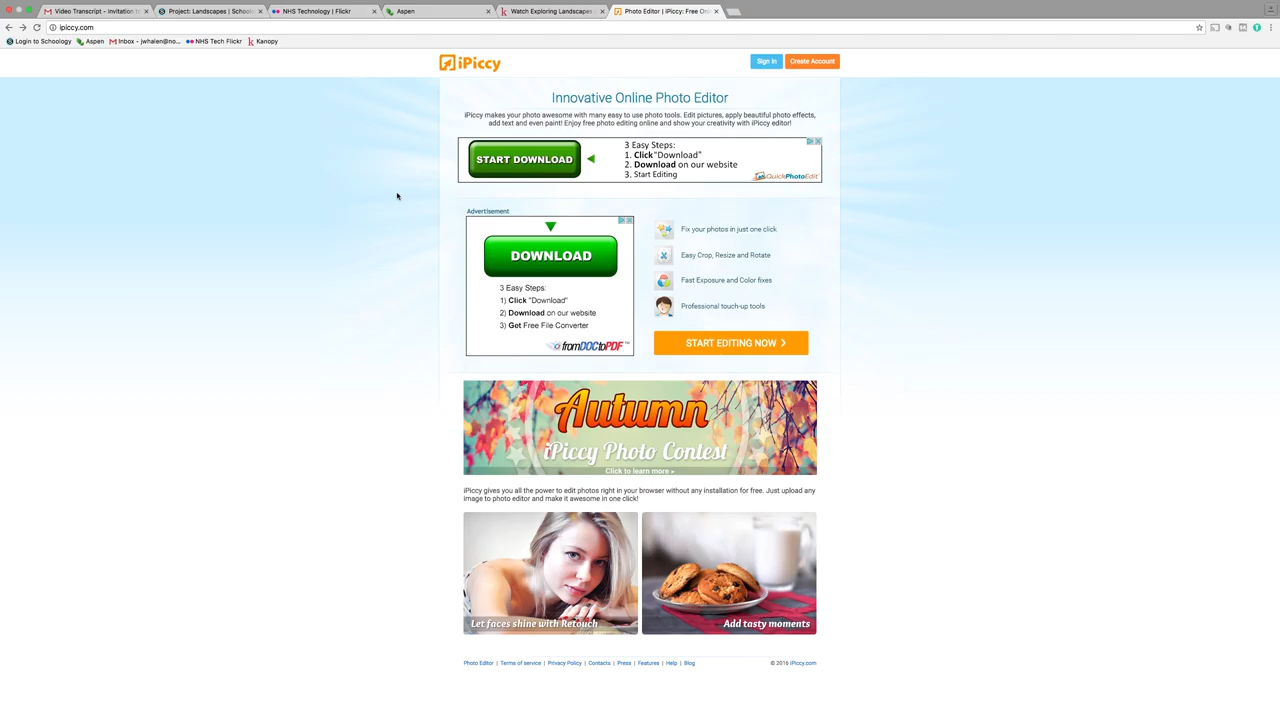 Video Transcript - invitation to
Project: Landscapes | Schoolo
NHS Technology | Flickr
Aspen
Watch Exploring Landscapes
Photo Editor | iPiccy: Free Onl
ipiccy.com
Login to Schoology
Aspen
Inbox - jwhalen@no...
NHS Tech Flickr
Kanopy
iPiccy
Sign In
Create Account
Innovative Online Photo Editor
iPiccy makes your photo awesome with many easy to use photo tools. Edit pictures, apply beautiful photo effects,
add text and even paint! Enjoy free photo editing online and show your creativity with iPiccy editor!
START DOWNLOAD
3 Easy Steps:
1. Click "Download"
2. Download on our website
3. Start Editing
QuickPhotoEdit
Advertisement
DOWNLOAD
3 Easy Steps:
1) Click "Download"
2) Download on our website
3) Get Free File Converter
fromDOCtoPDF™
Fix your photos in just one click
Easy Crop, Resize and Rotate
Fast Exposure and Color fixes
Professional touch-up tools
START EDITING NOW
Autumn
iPiccy Photo Contest
Click to learn more ▸
iPiccy gives you all the power to edit photos right in your browser without any installation for free. Just upload any
image to photo editor and make it awesome in one click!
Let faces shine with Retouch
Add tasty moments
Photo Editor | Terms of service | Privacy Policy | Contacts | Press | Features | Help | Blog
© 2016 iPiccy.com